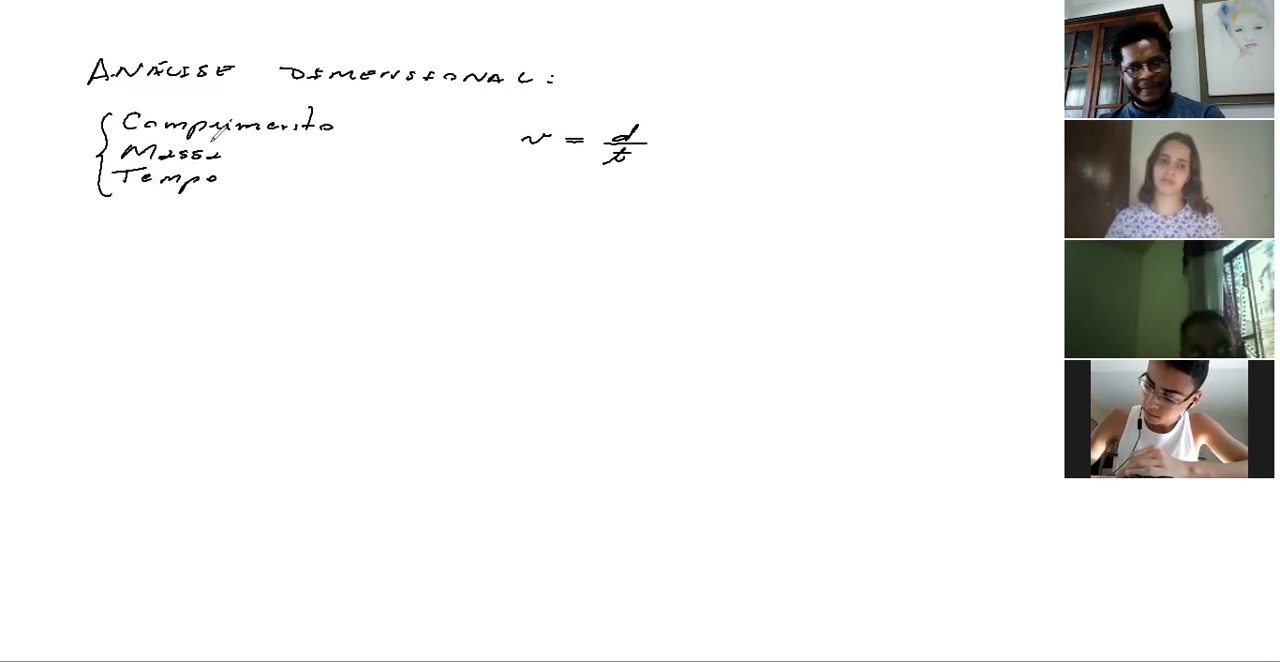 ANÁLISE DIMENSIONAL:
Comprimento
Massa
Tempo
v = d/t